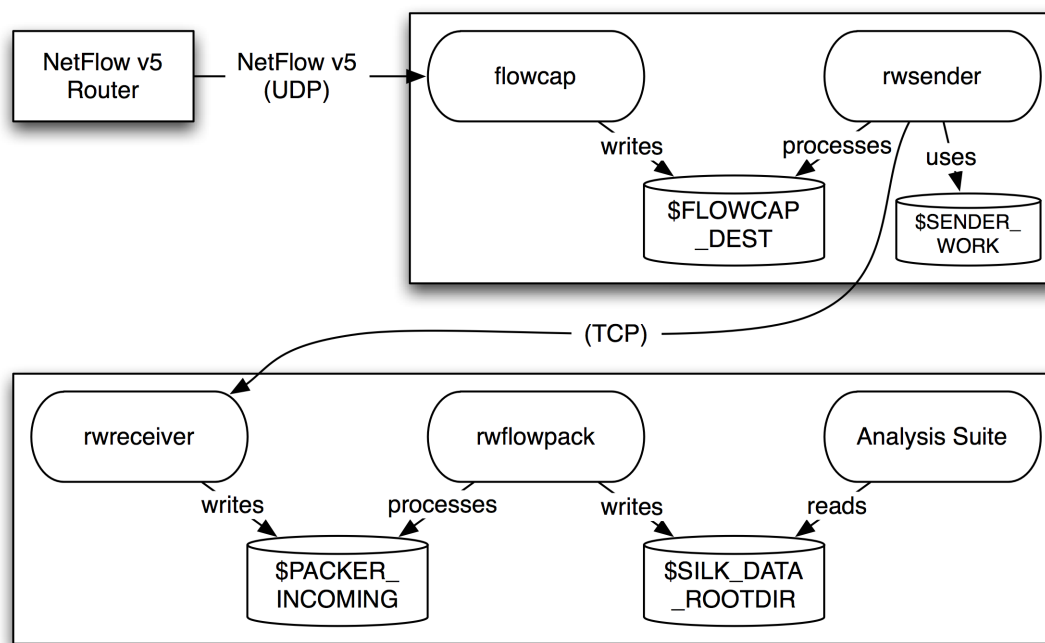 NetFlow v5
Router
NetFlow v5
(UDP)
flowcap
rwsender
writes
processes
uses
$FLOWCAP
_DEST
$SENDER_
WORK
(TCP)
rwreceiver
rwflowpack
Analysis Suite
writes
processes
writes
reads
$PACKER_
INCOMING
$SILK_DATA
_ROOTDIR